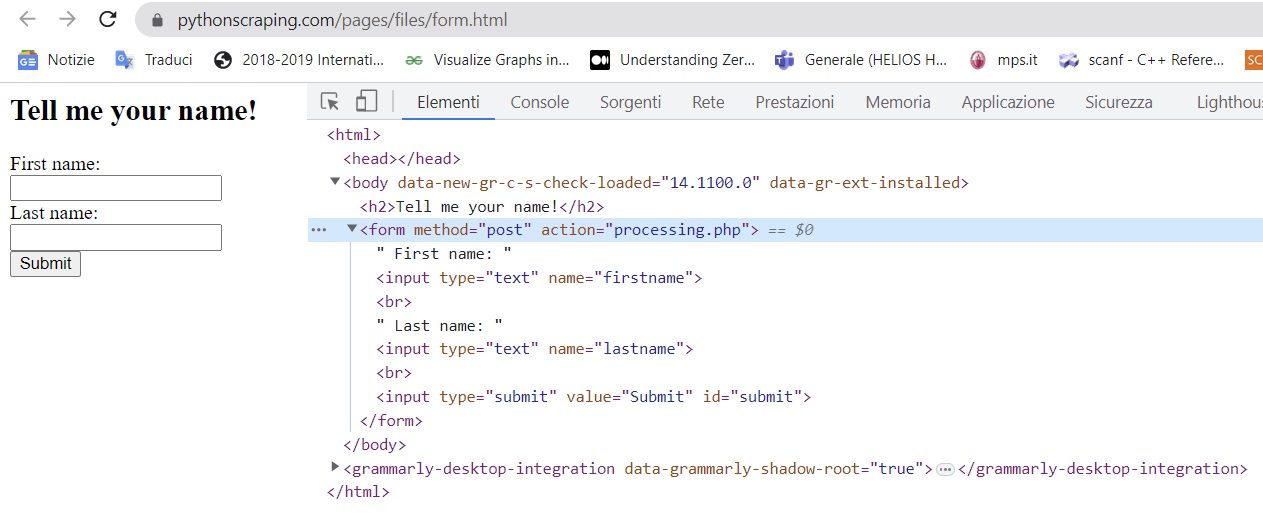 pythonscraping.com/pages/files/form.html
Notizie Traduci 2018-2019 Internati... Visualize Graphs in... Understanding Zer... Generale (HELIOS H... mps.it scanf - C++ Refere... SC
Tell me your name!
First name:
Last name:
Submit
Elementi Console Sorgenti Rete Prestazioni Memoria Applicazione Sicurezza Lighthou
<html>
<head></head>
<body data-new-gr-c-s-check-loaded="14.1100.0" data-gr-ext-installed>
<h2>Tell me your name!</h2>
<form method="post" action="processing.php"> == $0
" First name: "
<input type="text" name="firstname">
<br>
" Last name: "
<input type="text" name="lastname">
<br>
<input type="submit" value="Submit" id="submit">
</form>
</body>
<grammarly-desktop-integration data-grammarly-shadow-root="true">…</grammarly-desktop-integration>
</html>